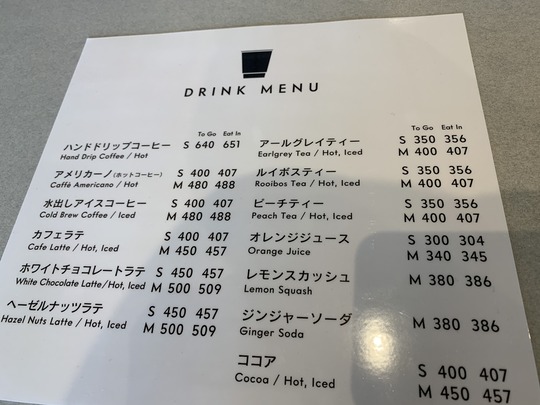 DRINK MENU
To Go Eat In
ハンドドリップコーヒー S 640 651
Hand Drip Coffee / Hot
アメリカーノ(ホットコーヒー) S 400 407
Caffé Americano / Hot M 480 488
水出しアイスコーヒー S 400 407
Cold Brew Coffee / Iced M 480 488
カフェラテ S 400 407
Cafe Latte / Hot, Iced M 450 457
ホワイトチョコレートラテ S 450 457
White Chocolate Latte/Hot, Iced M 500 509
ヘーゼルナッツラテ S 450 457
Hazel Nuts Latte / Hot, Iced M 500 509
To Go Eat In
アールグレイティー S 350 356
Earlgrey Tea / Hot, Iced M 400 407
ルイボスティー S 350 356
Rooibos Tea / Hot, Iced M 400 407
ピーチティー S 350 356
Peach Tea / Hot, Iced M 400 407
オレンジジュース S 300 304
Orange Juice M 340 345
レモンスカッシュ M 380 386
Lemon Squash
ジンジャーソーダ M 380 386
Ginger Soda
ココア S 400 407
Cocoa / Hot, Iced M 450 457